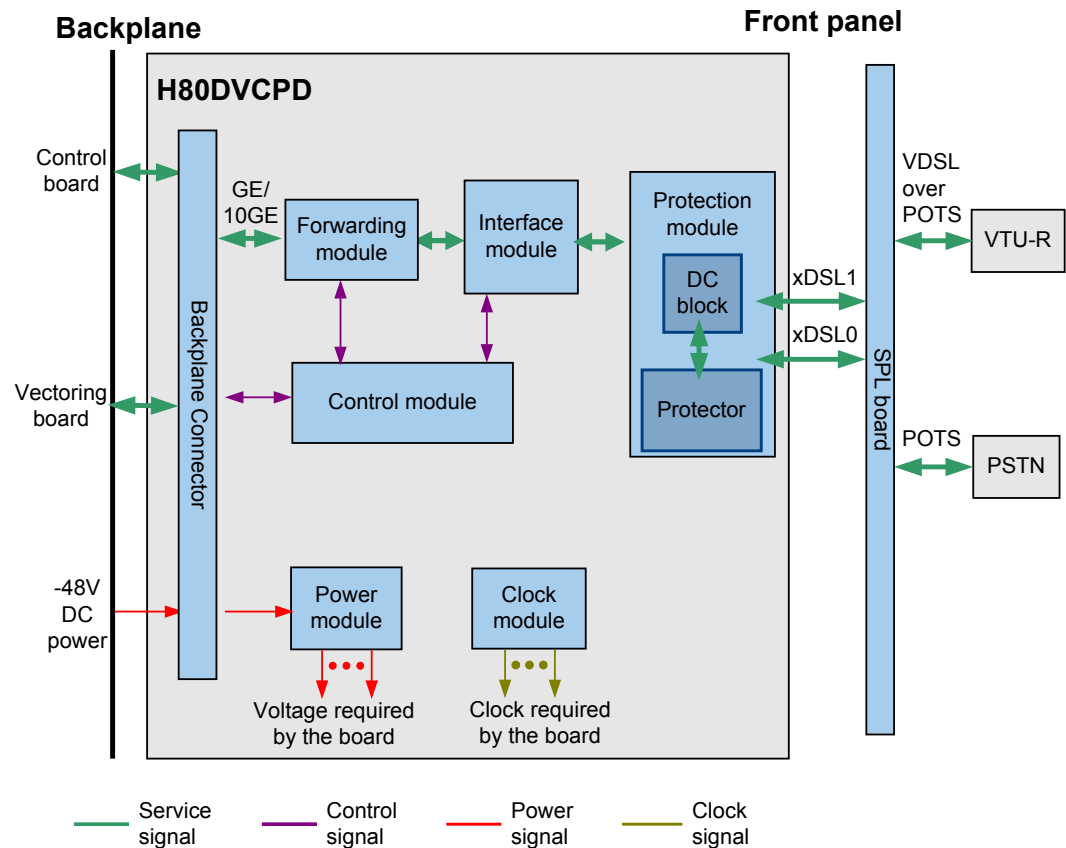 Backplane
Front panel
H80DVCPD
Control
board
GE/
10GE
Forwarding
module
Interface
module
Protection
module
DC
block
Protector
xDSL1
xDSL0
VDSL
over
POTS
VTU-R
Backplane Connector
Control module
SPL board
Vectoring
board
POTS
PSTN
-48V
DC
power
Power
module
Clock
module
Voltage required
by the board
Clock required
by the board
Service
signal
Control
signal
Power
signal
Clock
signal